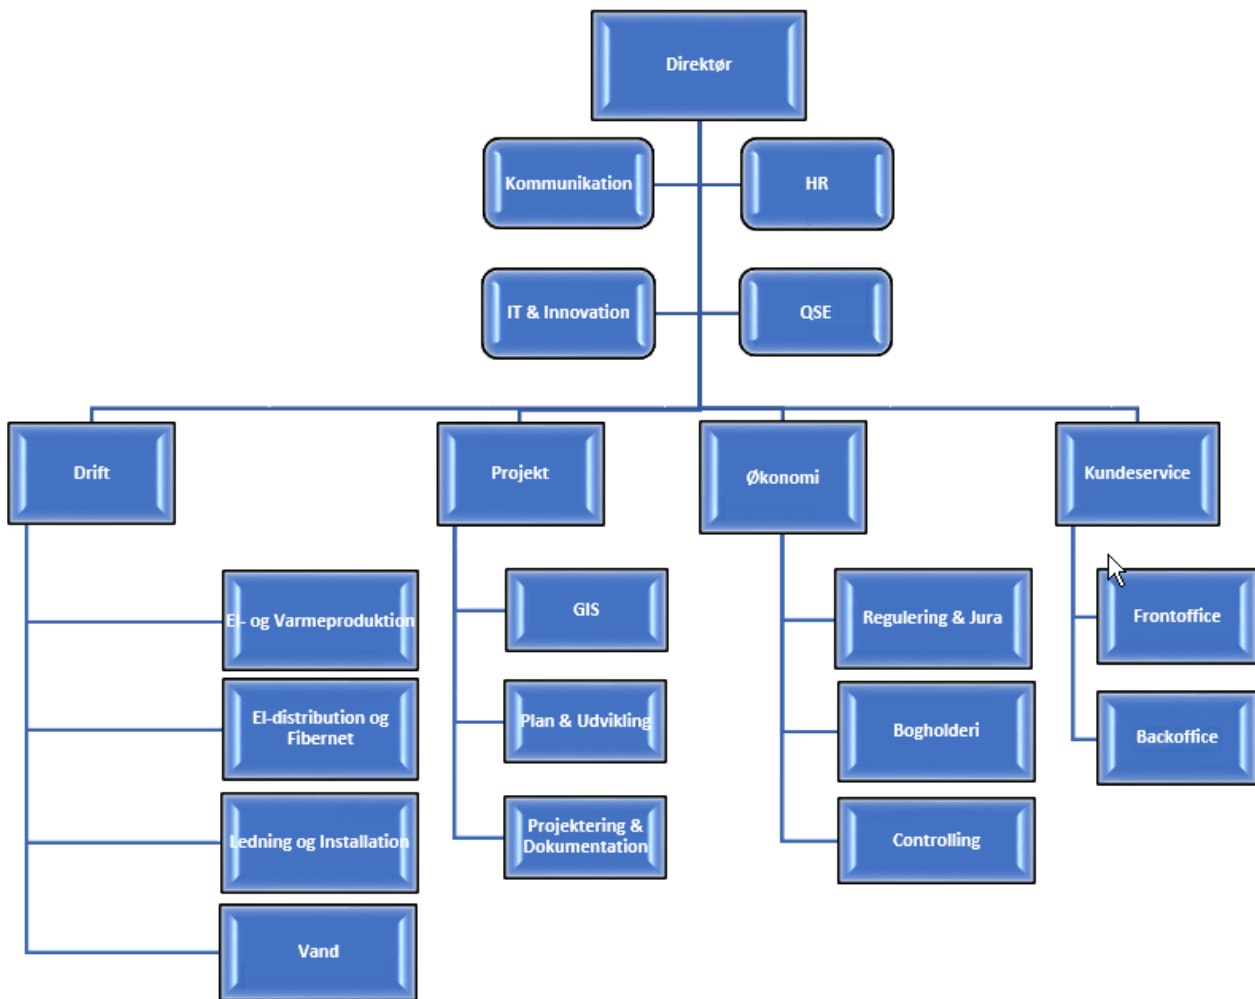 Direktør
Kommunikation
HR
IT & Innovation
QSE
Drift
Projekt
Økonomi
Kundeservice
El- og Varmeproduktion
El-distribution og
Fibernet
Ledning og Installation
Vand
GIS
Plan & Udvikling
Projektering &
Dokumentation
Regulering & Jura
Bogholderi
Controlling
Frontoffice
Backoffice